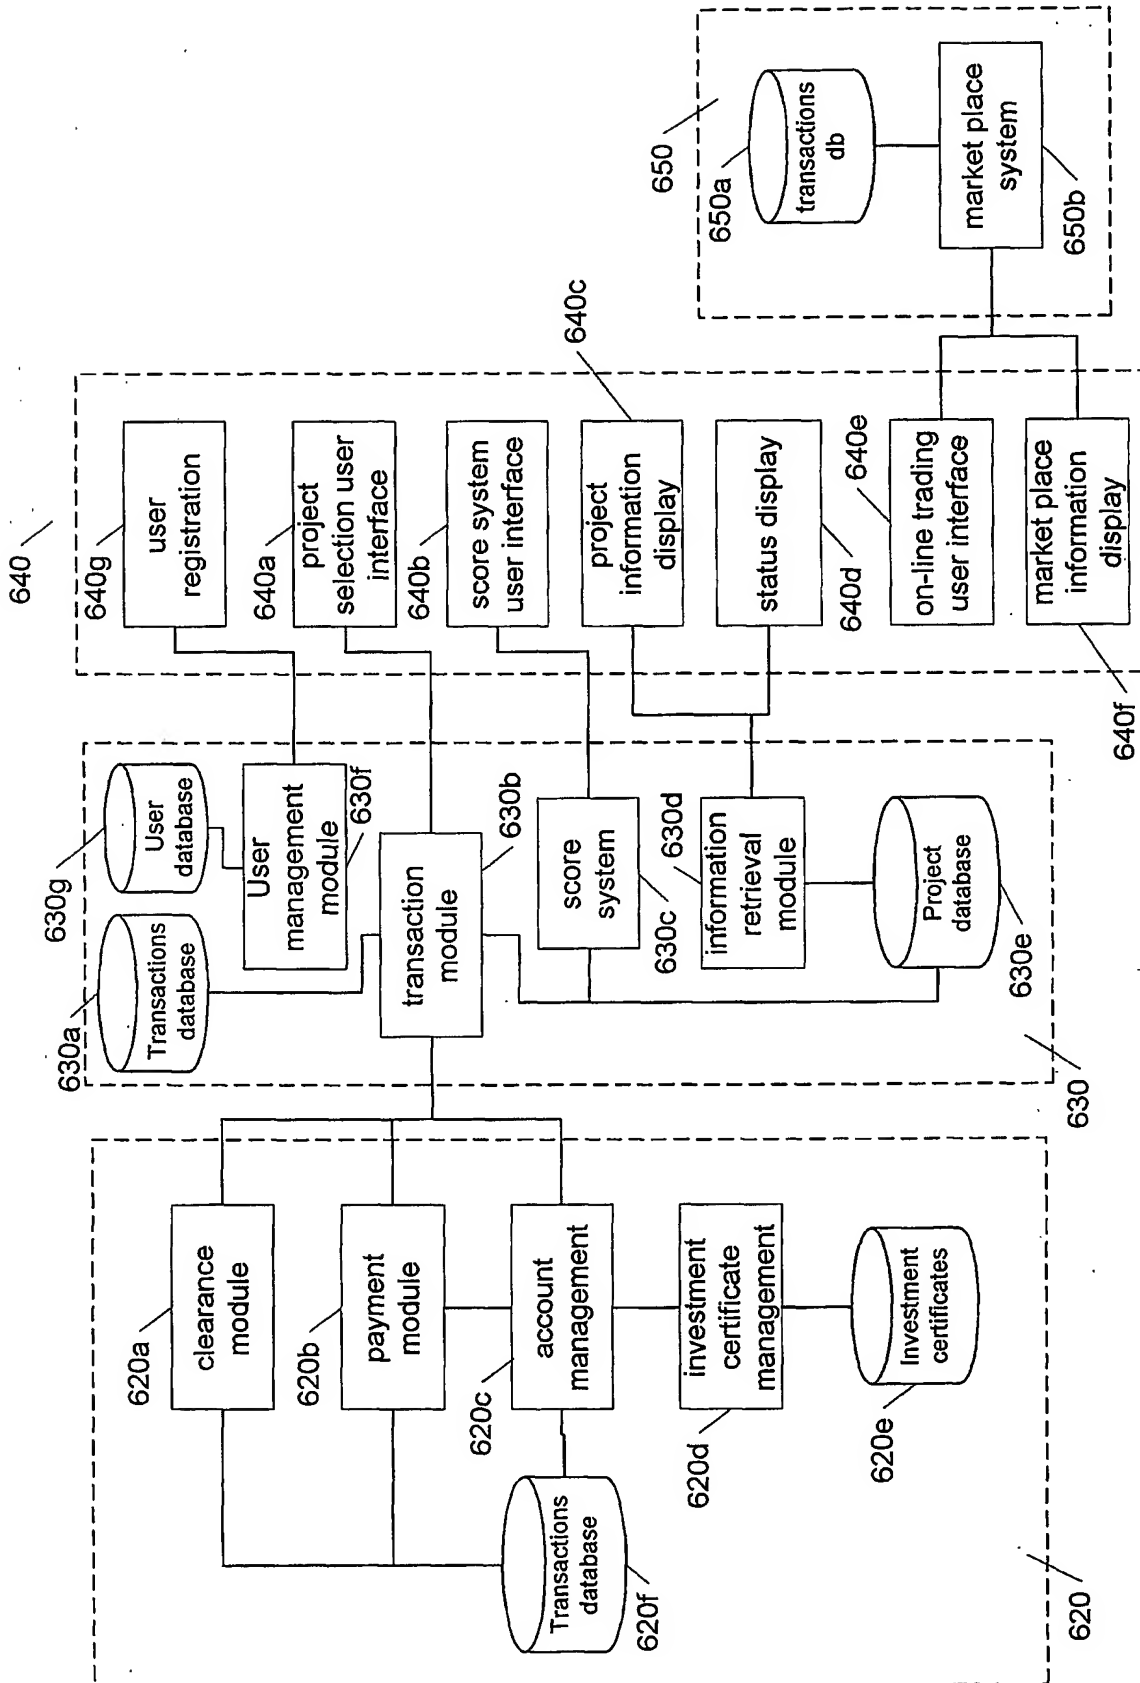 620
620a
clearance
module
620b
payment
module
620c
account
management
620d
investment
certificate
management
620e
Investment
certificates
620f
Transactions
database
630
630a
Transactions
database
630g
User
database
User
management
module
630f
transaction
module
630b
score
system
630c
630d
information
retrieval
module
Project
database
630e
640
640g
user
registration
640a
project
selection user
interface
640b
score system
user interface
640c
project
information
display
status display
640d
640e
on-line trading
user interface
market place
information
display
640f
650
650a
transactions
db
market place
system
650b